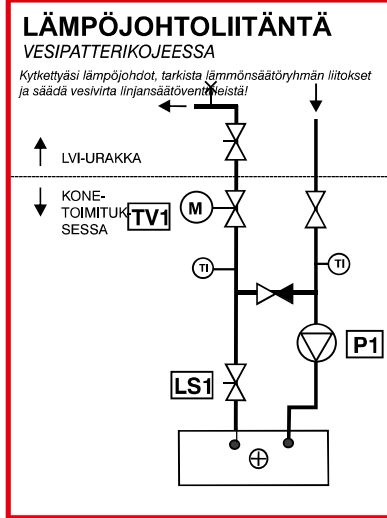 LÄMPÖJOHTOLIITÄNTÄ
VESIPATTERIKOJEESSA
Kytkettyäsi lämpöjohdot, tarkista lämmönsäätöryhmän liitokset
ja säädä vesivirta linjansäätöventtiileistä!
LVI-URAKKA
KONE-
TOIMITUK-
SESSA
TV1
M
TI
TI
P1
LS1